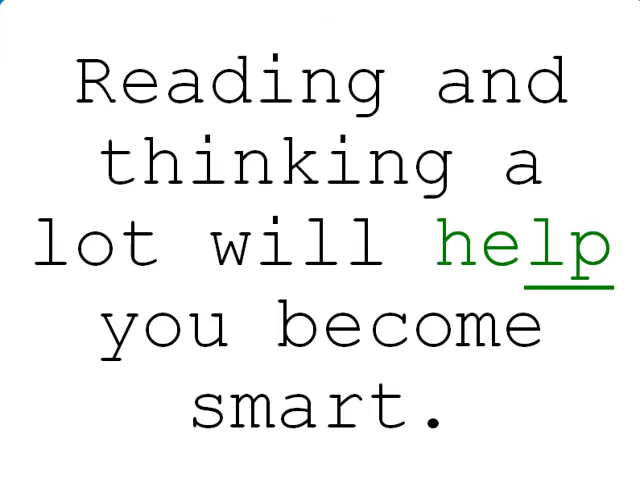 Reading and
thinking a
lot will help
you become
smart.